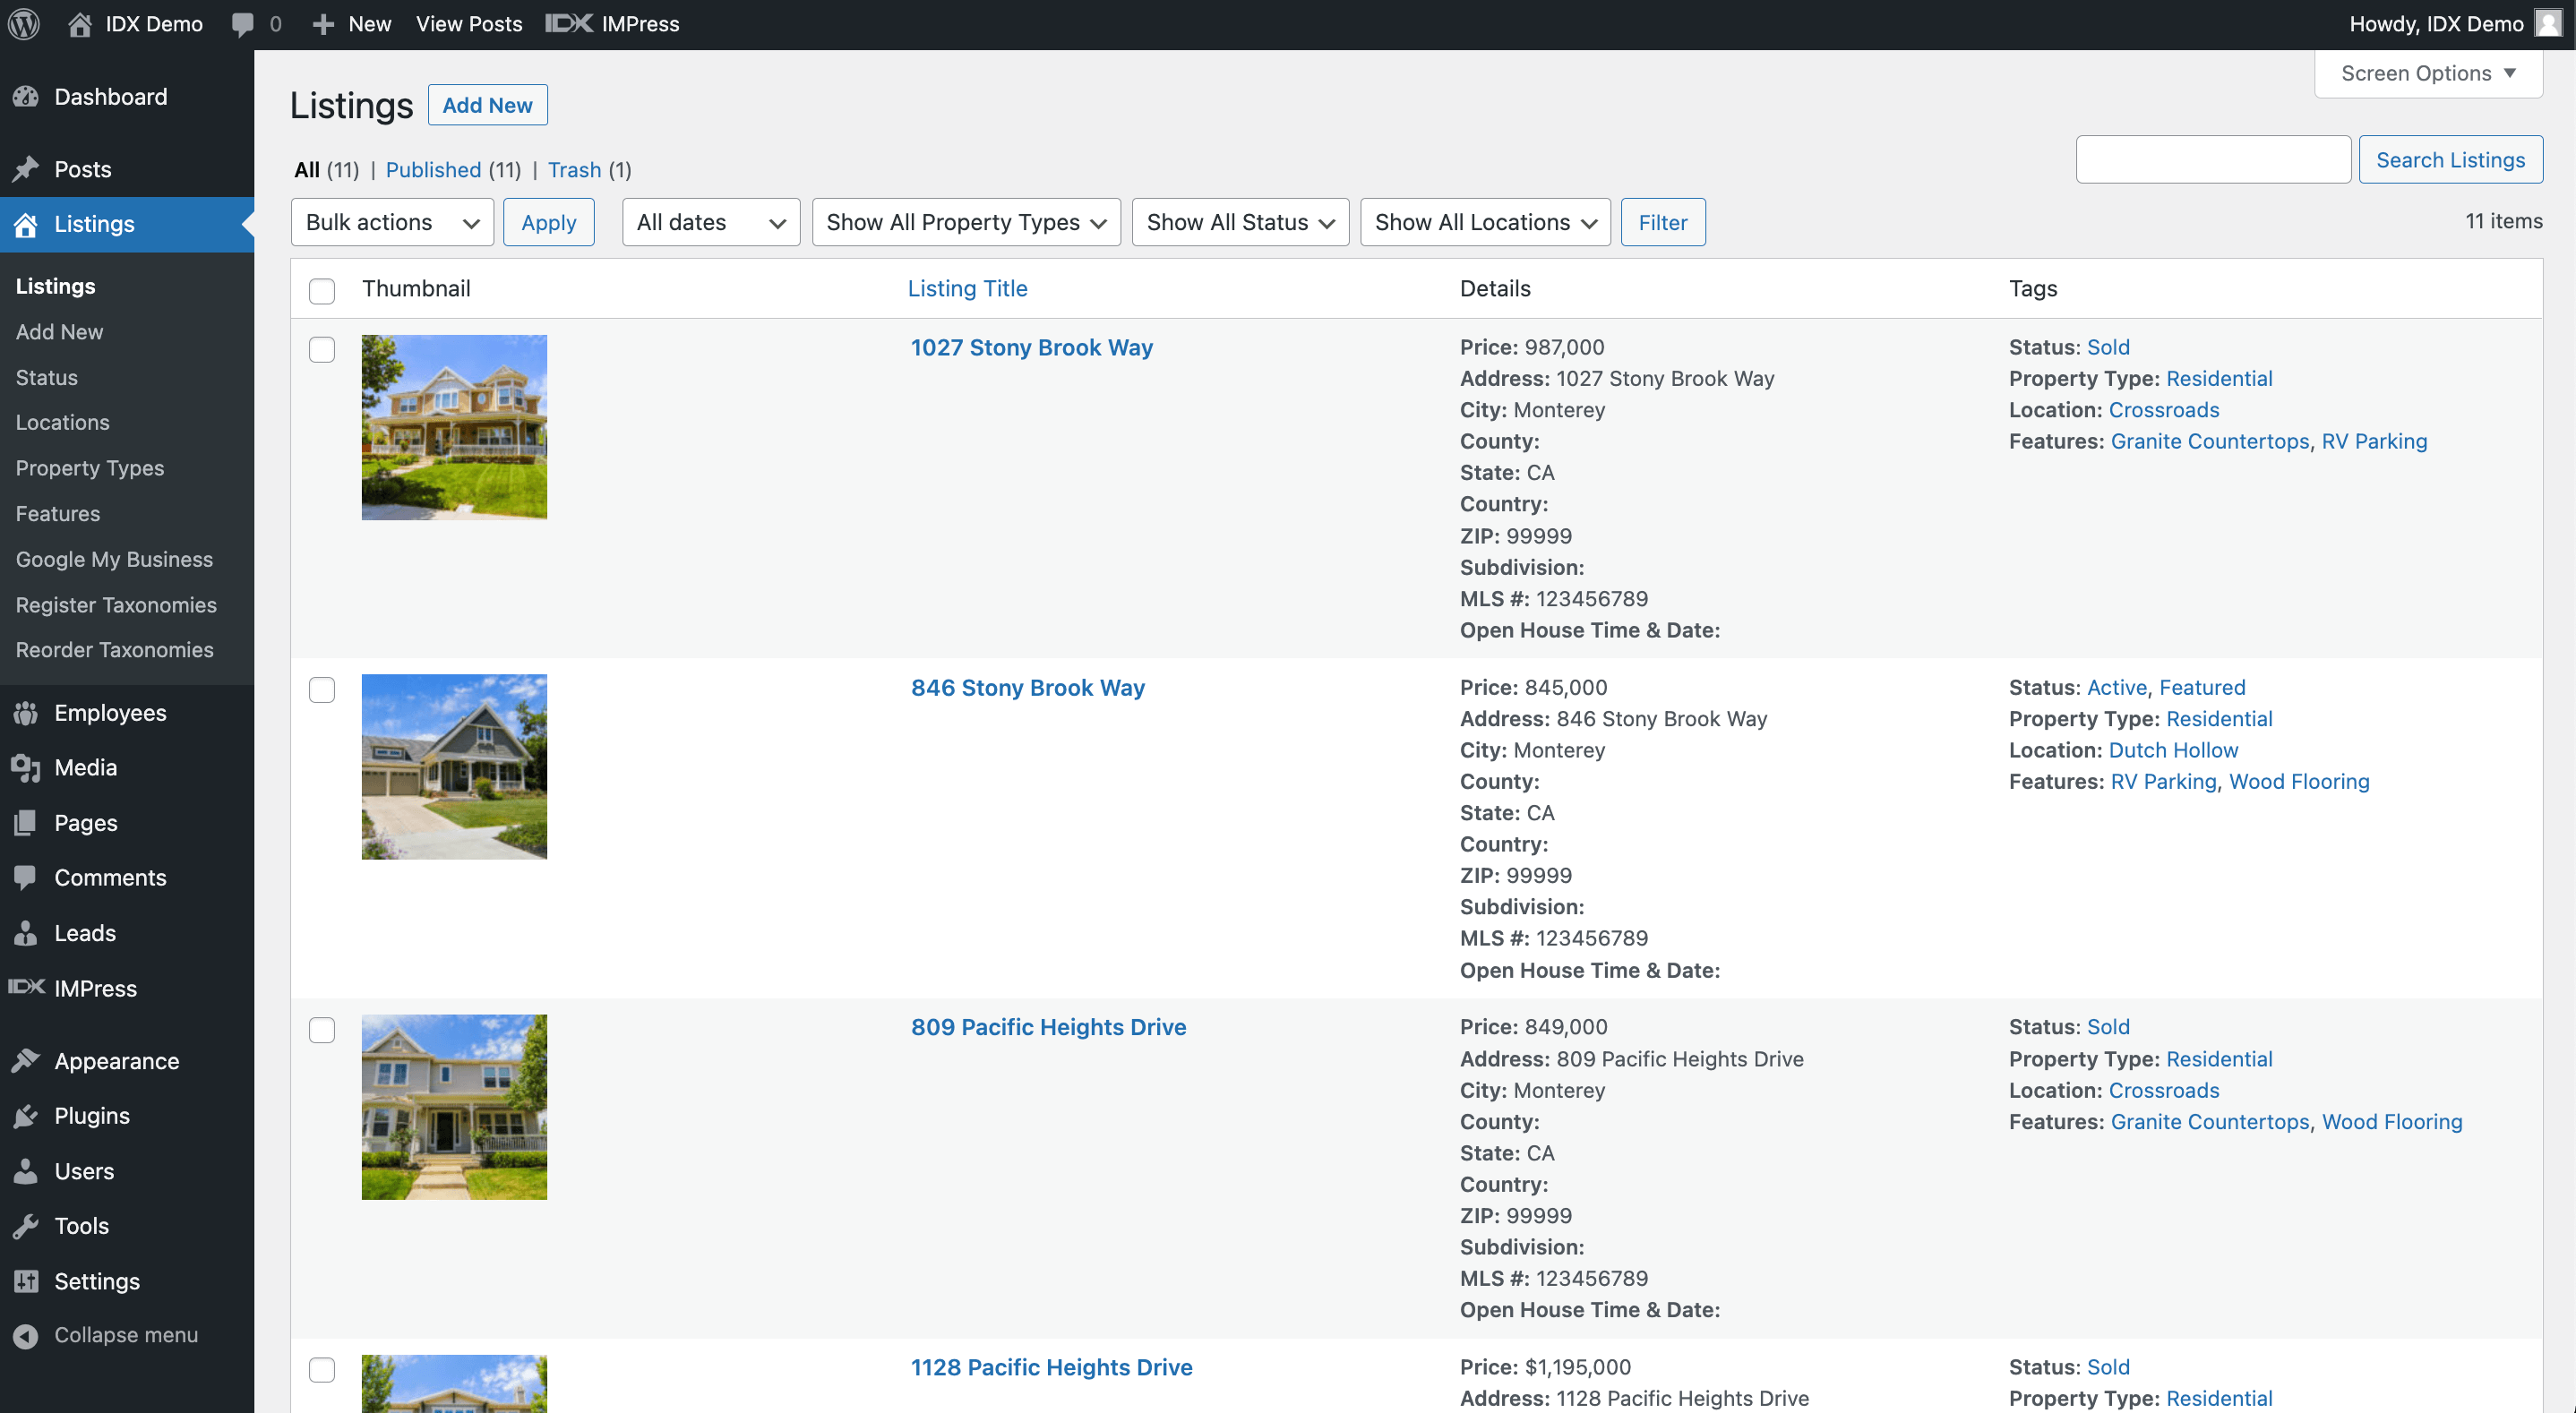 IDX Demo 0 New View Posts IDX IMPress Howdy, IDX Demo
Screen Options
Dashboard
Posts
Listings
Listings
Add New
Status
Locations
Property Types
Features
Google My Business
Register Taxonomies
Reorder Taxonomies
Employees
Media
Pages
Comments
Leads
IDX IMPress
Appearance
Plugins
Users
Tools
Settings
Collapse menu
Listings Add New
All (11) | Published (11) | Trash (1)
Search Listings
Bulk actions Apply All dates Show All Property Types Show All Status Show All Locations Filter 11 items
Thumbnail Listing Title Details Tags
1027 Stony Brook Way
Price: 987,000
Address: 1027 Stony Brook Way
City: Monterey
County:
State: CA
Country:
ZIP: 99999
Subdivision:
MLS #: 123456789
Open House Time & Date:
Status: Sold
Property Type: Residential
Location: Crossroads
Features: Granite Countertops, RV Parking
846 Stony Brook Way
Price: 845,000
Address: 846 Stony Brook Way
City: Monterey
County:
State: CA
Country:
ZIP: 99999
Subdivision:
MLS #: 123456789
Open House Time & Date:
Status: Active, Featured
Property Type: Residential
Location: Dutch Hollow
Features: RV Parking, Wood Flooring
809 Pacific Heights Drive
Price: 849,000
Address: 809 Pacific Heights Drive
City: Monterey
County:
State: CA
Country:
ZIP: 99999
Subdivision:
MLS #: 123456789
Open House Time & Date:
Status: Sold
Property Type: Residential
Location: Crossroads
Features: Granite Countertops, Wood Flooring
1128 Pacific Heights Drive
Price: $1,195,000
Address: 1128 Pacific Heights Drive
Status: Sold
Property Type: Residential